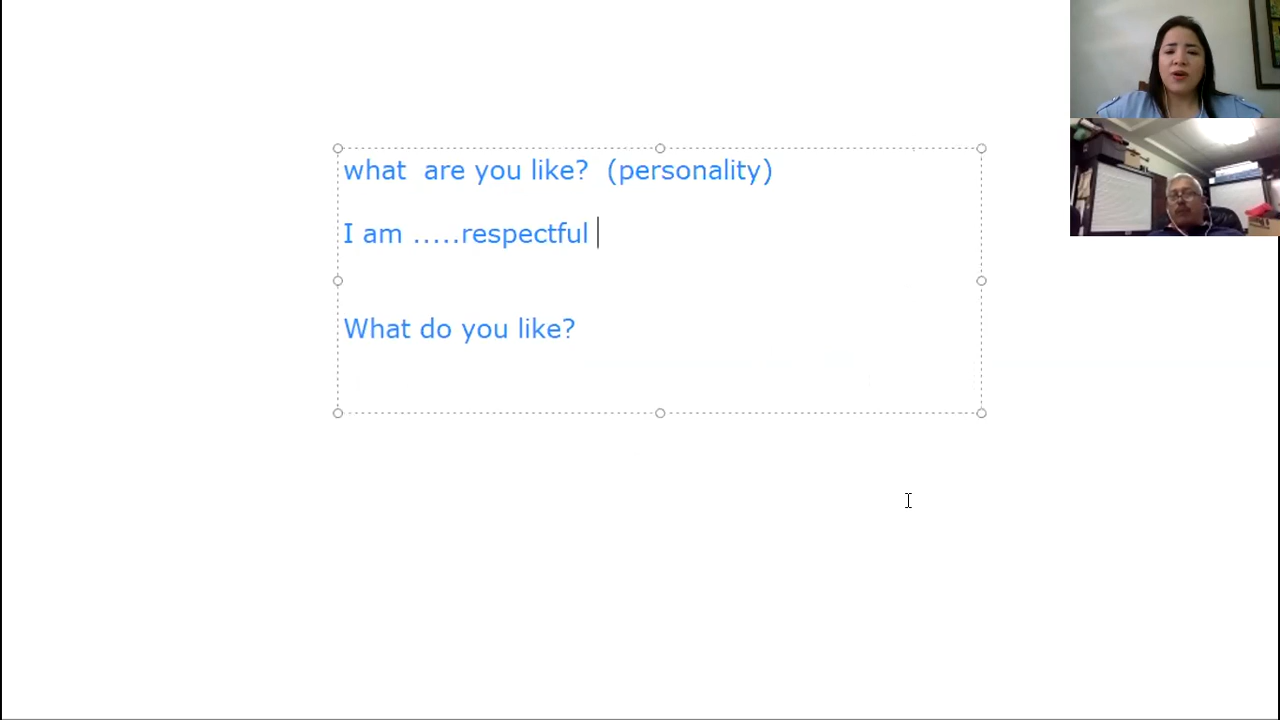 what are you like? (personality)
I am .....respectful
What do you like?